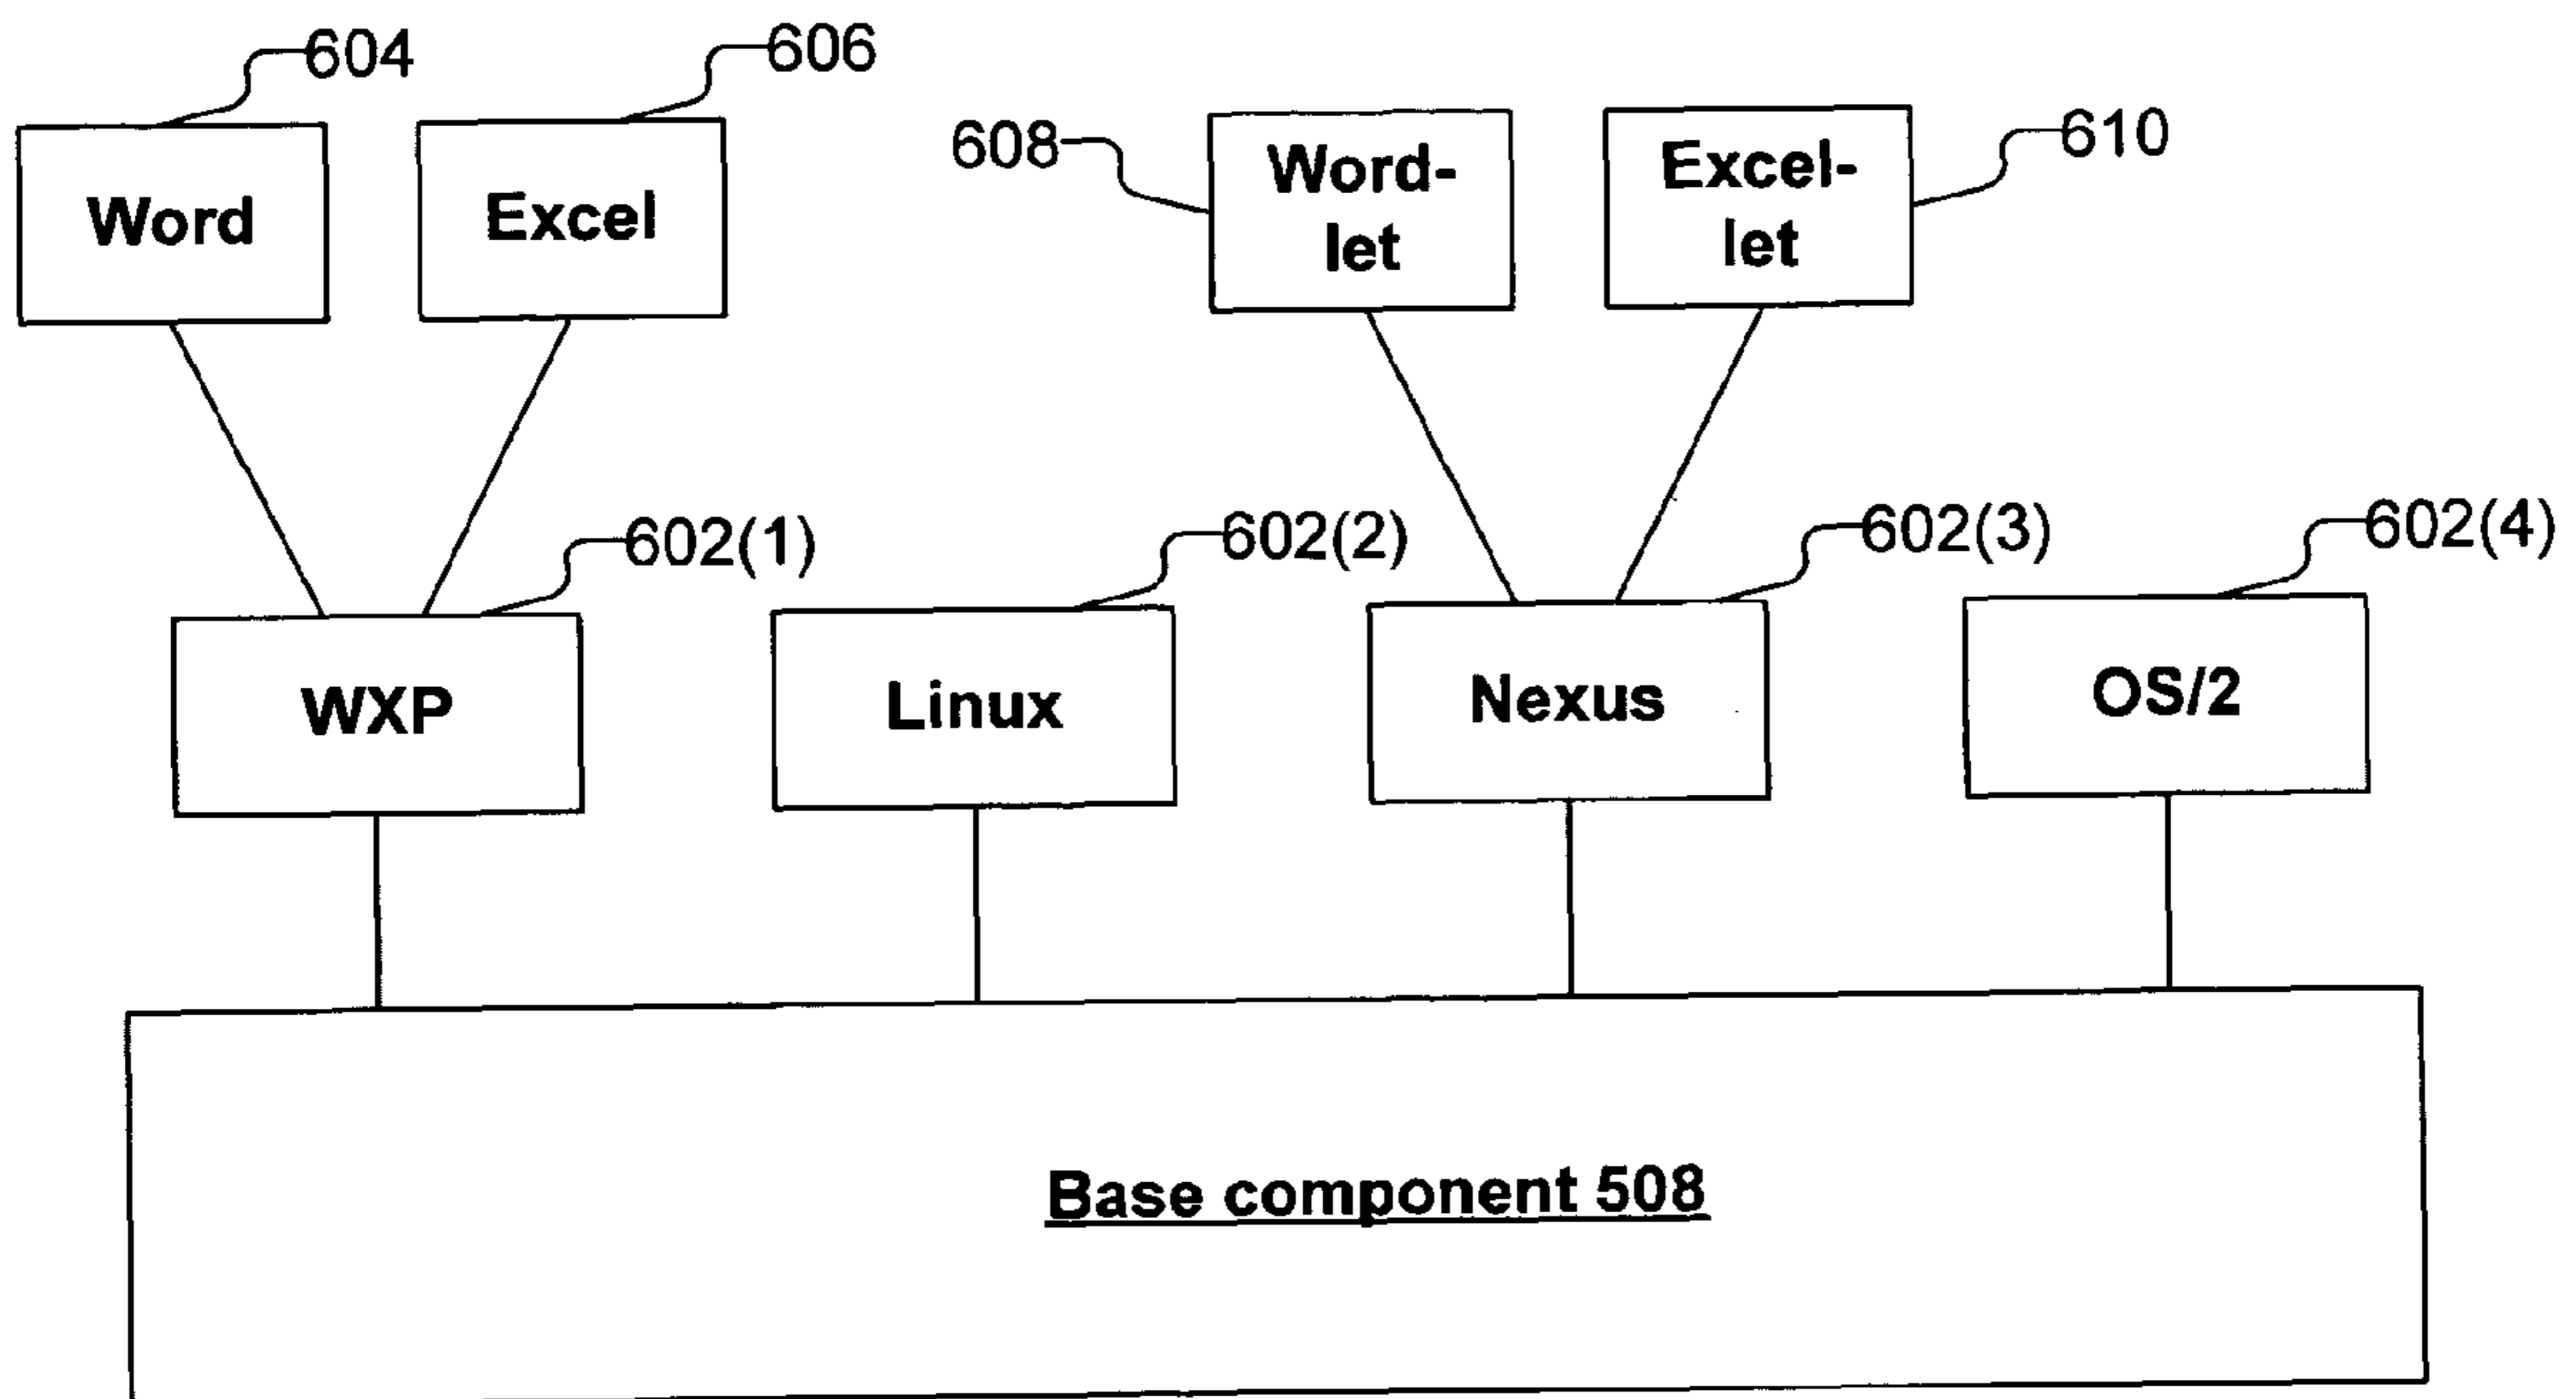 604
606
608
610
Word
Excel
Word-
let
Excel-
let
602(1)
602(2)
602(3)
602(4)
WXP
Linux
Nexus
OS/2
Base component 508